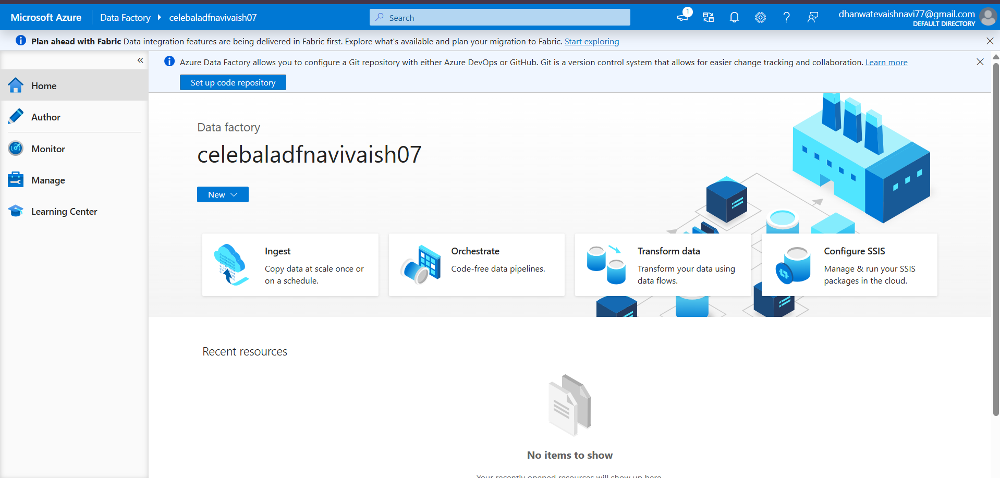 Microsoft Azure
Data Factory
celebaladfnavivaish07
Search
1
dhanwatevaishnavi77@gmail.com
DEFAULT DIRECTORY
Plan ahead with Fabric Data integration features are being delivered in Fabric first. Explore what's available and plan your migration to Fabric. Start exploring
Azure Data Factory allows you to configure a Git repository with either Azure DevOps or GitHub. Git is a version control system that allows for easier change tracking and collaboration. Learn more
Set up code repository
Home
Author
Monitor
Manage
Learning Center
Data factory
celebaladfnavivaish07
New
Ingest
Copy data at scale once or
on a schedule.
Orchestrate
Code-free data pipelines.
Transform data
Transform your data using
data flows.
Configure SSIS
Manage & run your SSIS
packages in the cloud.
Recent resources
No items to show
Your recently opened resources will show up here